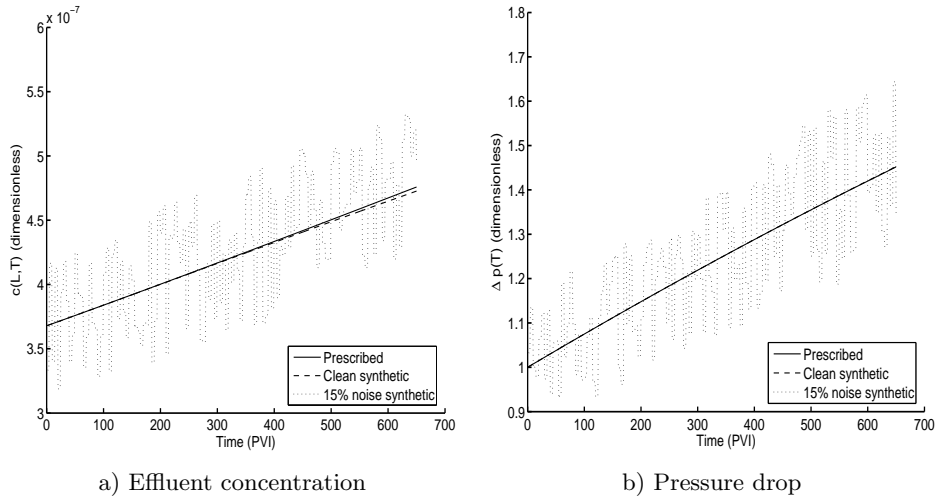 x 10⁻⁷
6
5.5
5
4.5
4
3.5
3
c(L,T) (dimensionless)
0 100 200 300 400 500 600 700
Time (PVI)
Prescribed
Clean synthetic
15% noise synthetic
a) Effluent concentration
1.8
1.7
1.6
1.5
1.4
1.3
1.2
1.1
1
0.9
Δ p(T) (dimensionless)
0 100 200 300 400 500 600 700
Time (PVI)
Prescribed
Clean synthetic
15% noise synthetic
b) Pressure drop